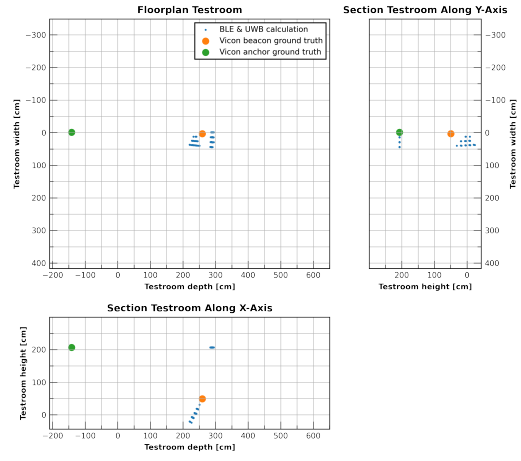 Floorplan Testroom
Section Testroom Along Y-Axis
BLE & UWB calculation
Vicon beacon ground truth
Vicon anchor ground truth
−300
−200
−100
0
100
200
300
400
Testroom width [cm]
−200 −100 0 100 200 300 400 500 600
Testroom depth [cm]
−300
−200
−100
0
100
200
300
400
Testroom width [cm]
200 0
Testroom height [cm]
Section Testroom Along X-Axis
200
100
0
Testroom height [cm]
−200 −100 0 100 200 300 400 500 600
Testroom depth [cm]